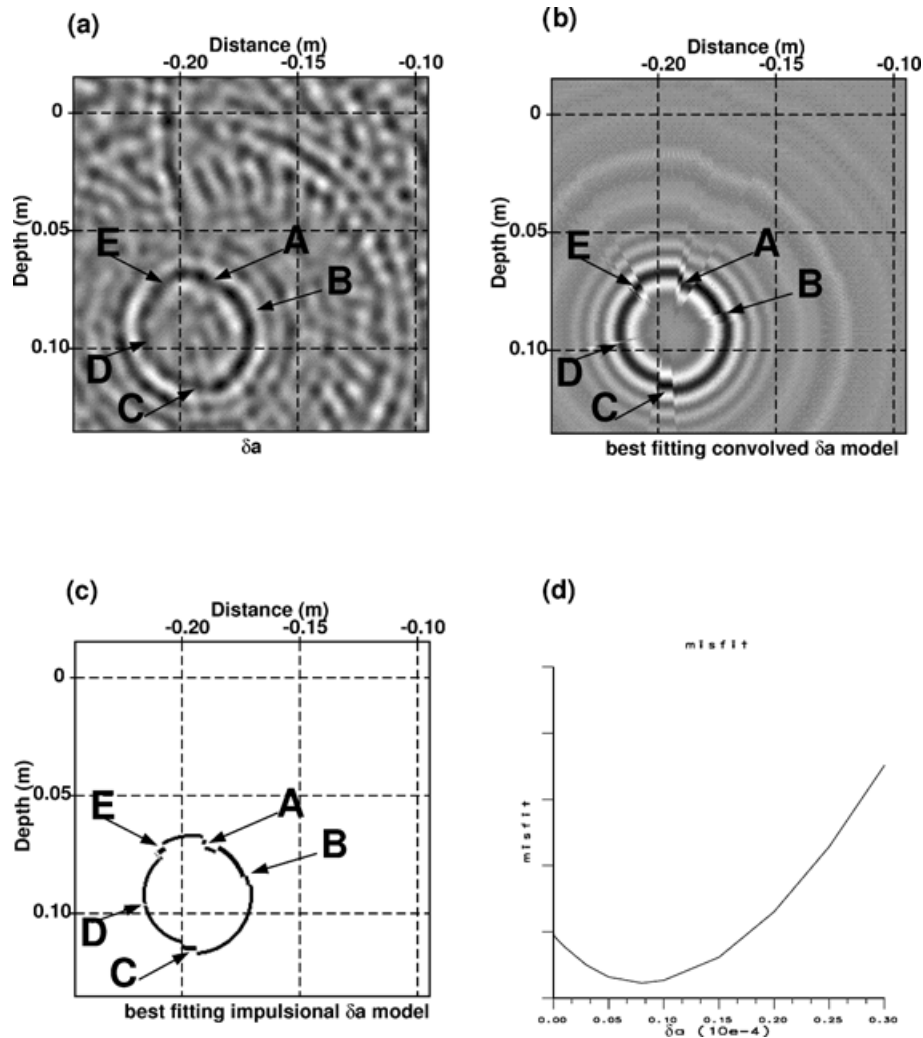 (a)
Distance (m)
-0.20 -0.15 -0.10
0
0.05
0.10
Depth (m)
E A
B
D
C
δa
(b)
Distance (m)
-0.20 -0.15 -0.10
0
0.05
0.10
Depth (m)
E A
B
D
C
best fitting convolved δa model
(c)
Distance (m)
-0.20 -0.15 -0.10
0
0.05
0.10
Depth (m)
E A
B
D
C
best fitting impulsional δa model
(d)
misfit
misfit
0.00 0.05 0.10 0.15 0.20 0.25 0.30
δa (10e-4)